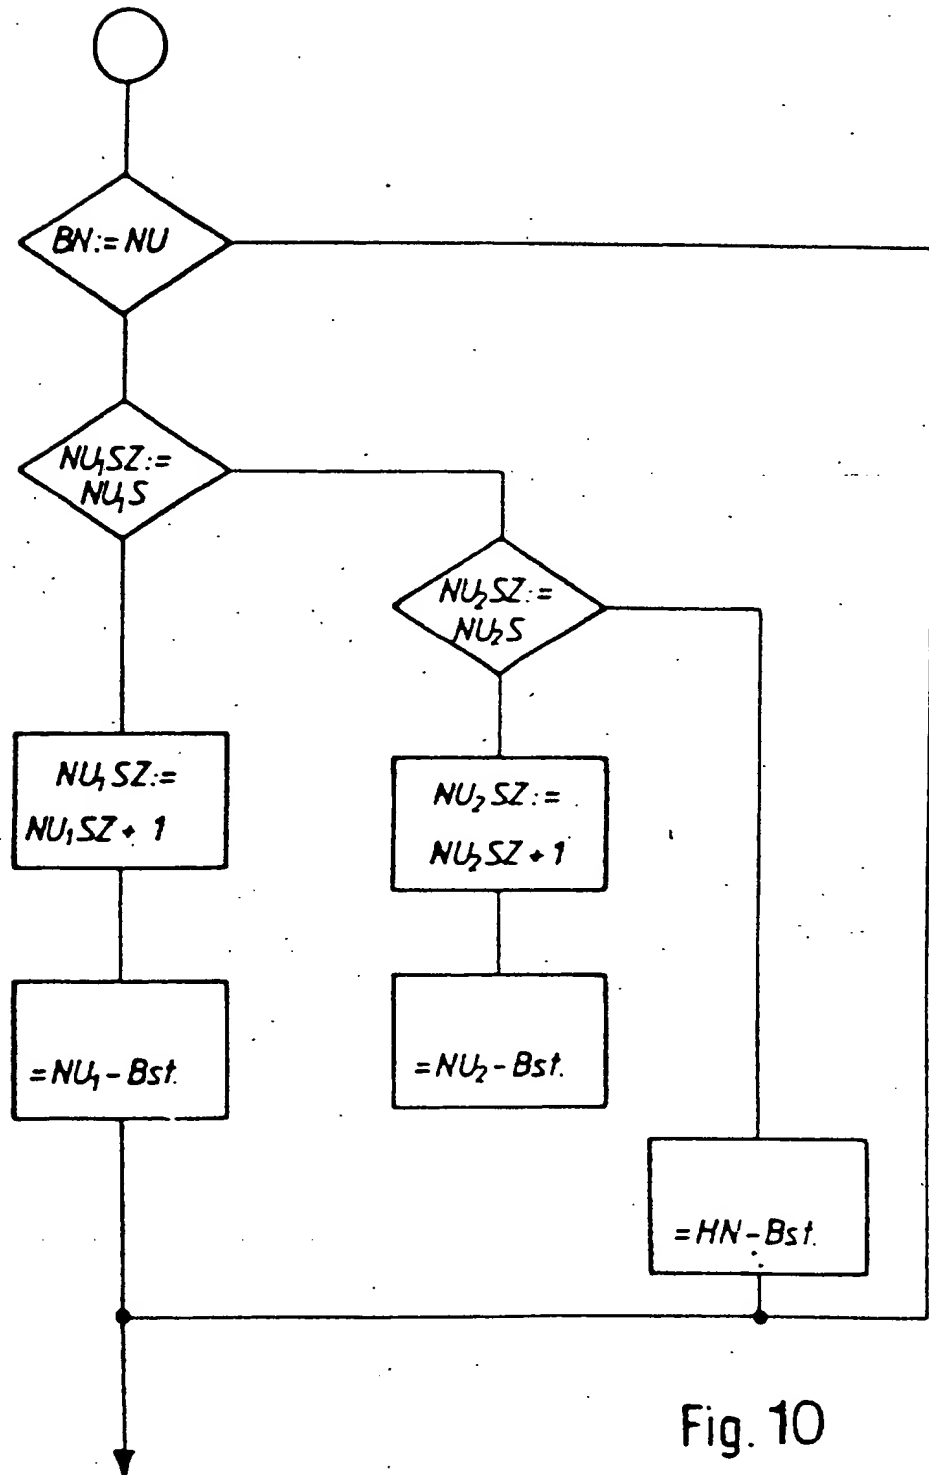 BN:= NU
NU₁SZ:=
NU₁S
NU₂SZ:=
NU₂S
NU₁SZ:=
NU₁SZ + 1
NU₂SZ:=
NU₂SZ + 1
=NU₁-Bst.
=NU₂-Bst.
=HN-Bst.
Fig. 10